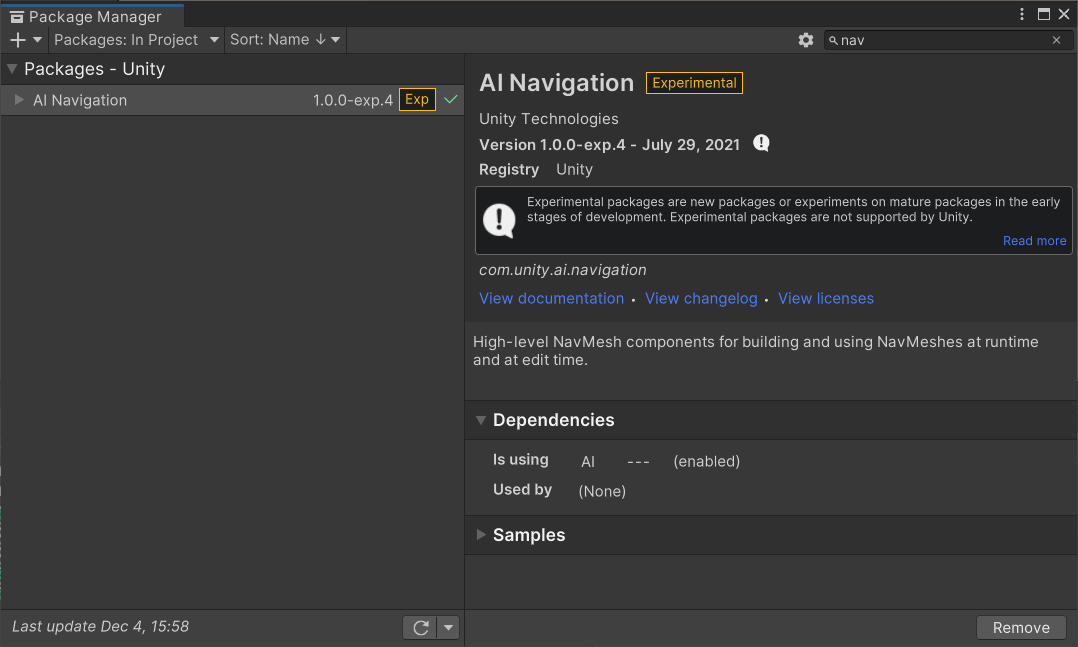 Package Manager
Packages: In Project
Sort: Name ↓
nav
Packages - Unity
AI Navigation
1.0.0-exp.4
Exp
AI Navigation
Experimental
Unity Technologies
Version 1.0.0-exp.4 - July 29, 2021
Registry Unity
Experimental packages are new packages or experiments on mature packages in the early
stages of development. Experimental packages are not supported by Unity.
Read more
com.unity.ai.navigation
View documentation • View changelog • View licenses
High-level NavMesh components for building and using NavMeshes at runtime
and at edit time.
Dependencies
Is using AI --- (enabled)
Used by (None)
Samples
Last update Dec 4, 15:58
Remove